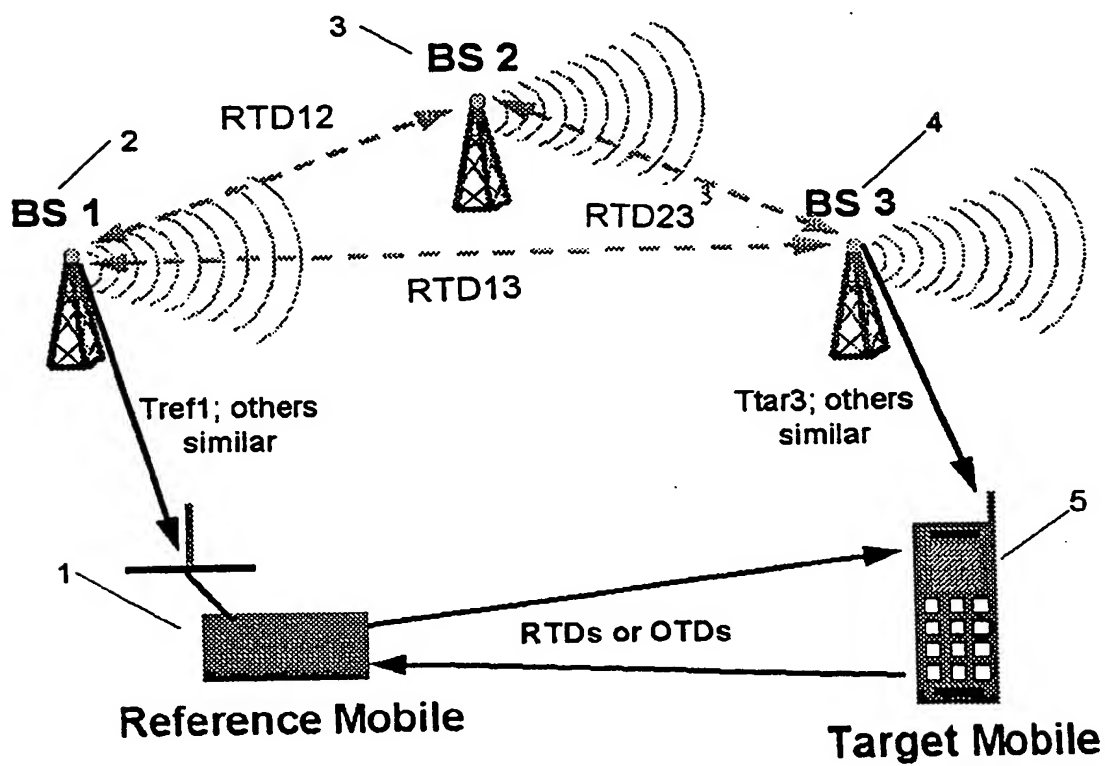 3
BS 2
RTD12
2
4
BS 1
RTD23
BS 3
RTD13
Tref1; others
similar
Ttar3; others
similar
5
1
RTDs or OTDs
Reference Mobile
Target Mobile